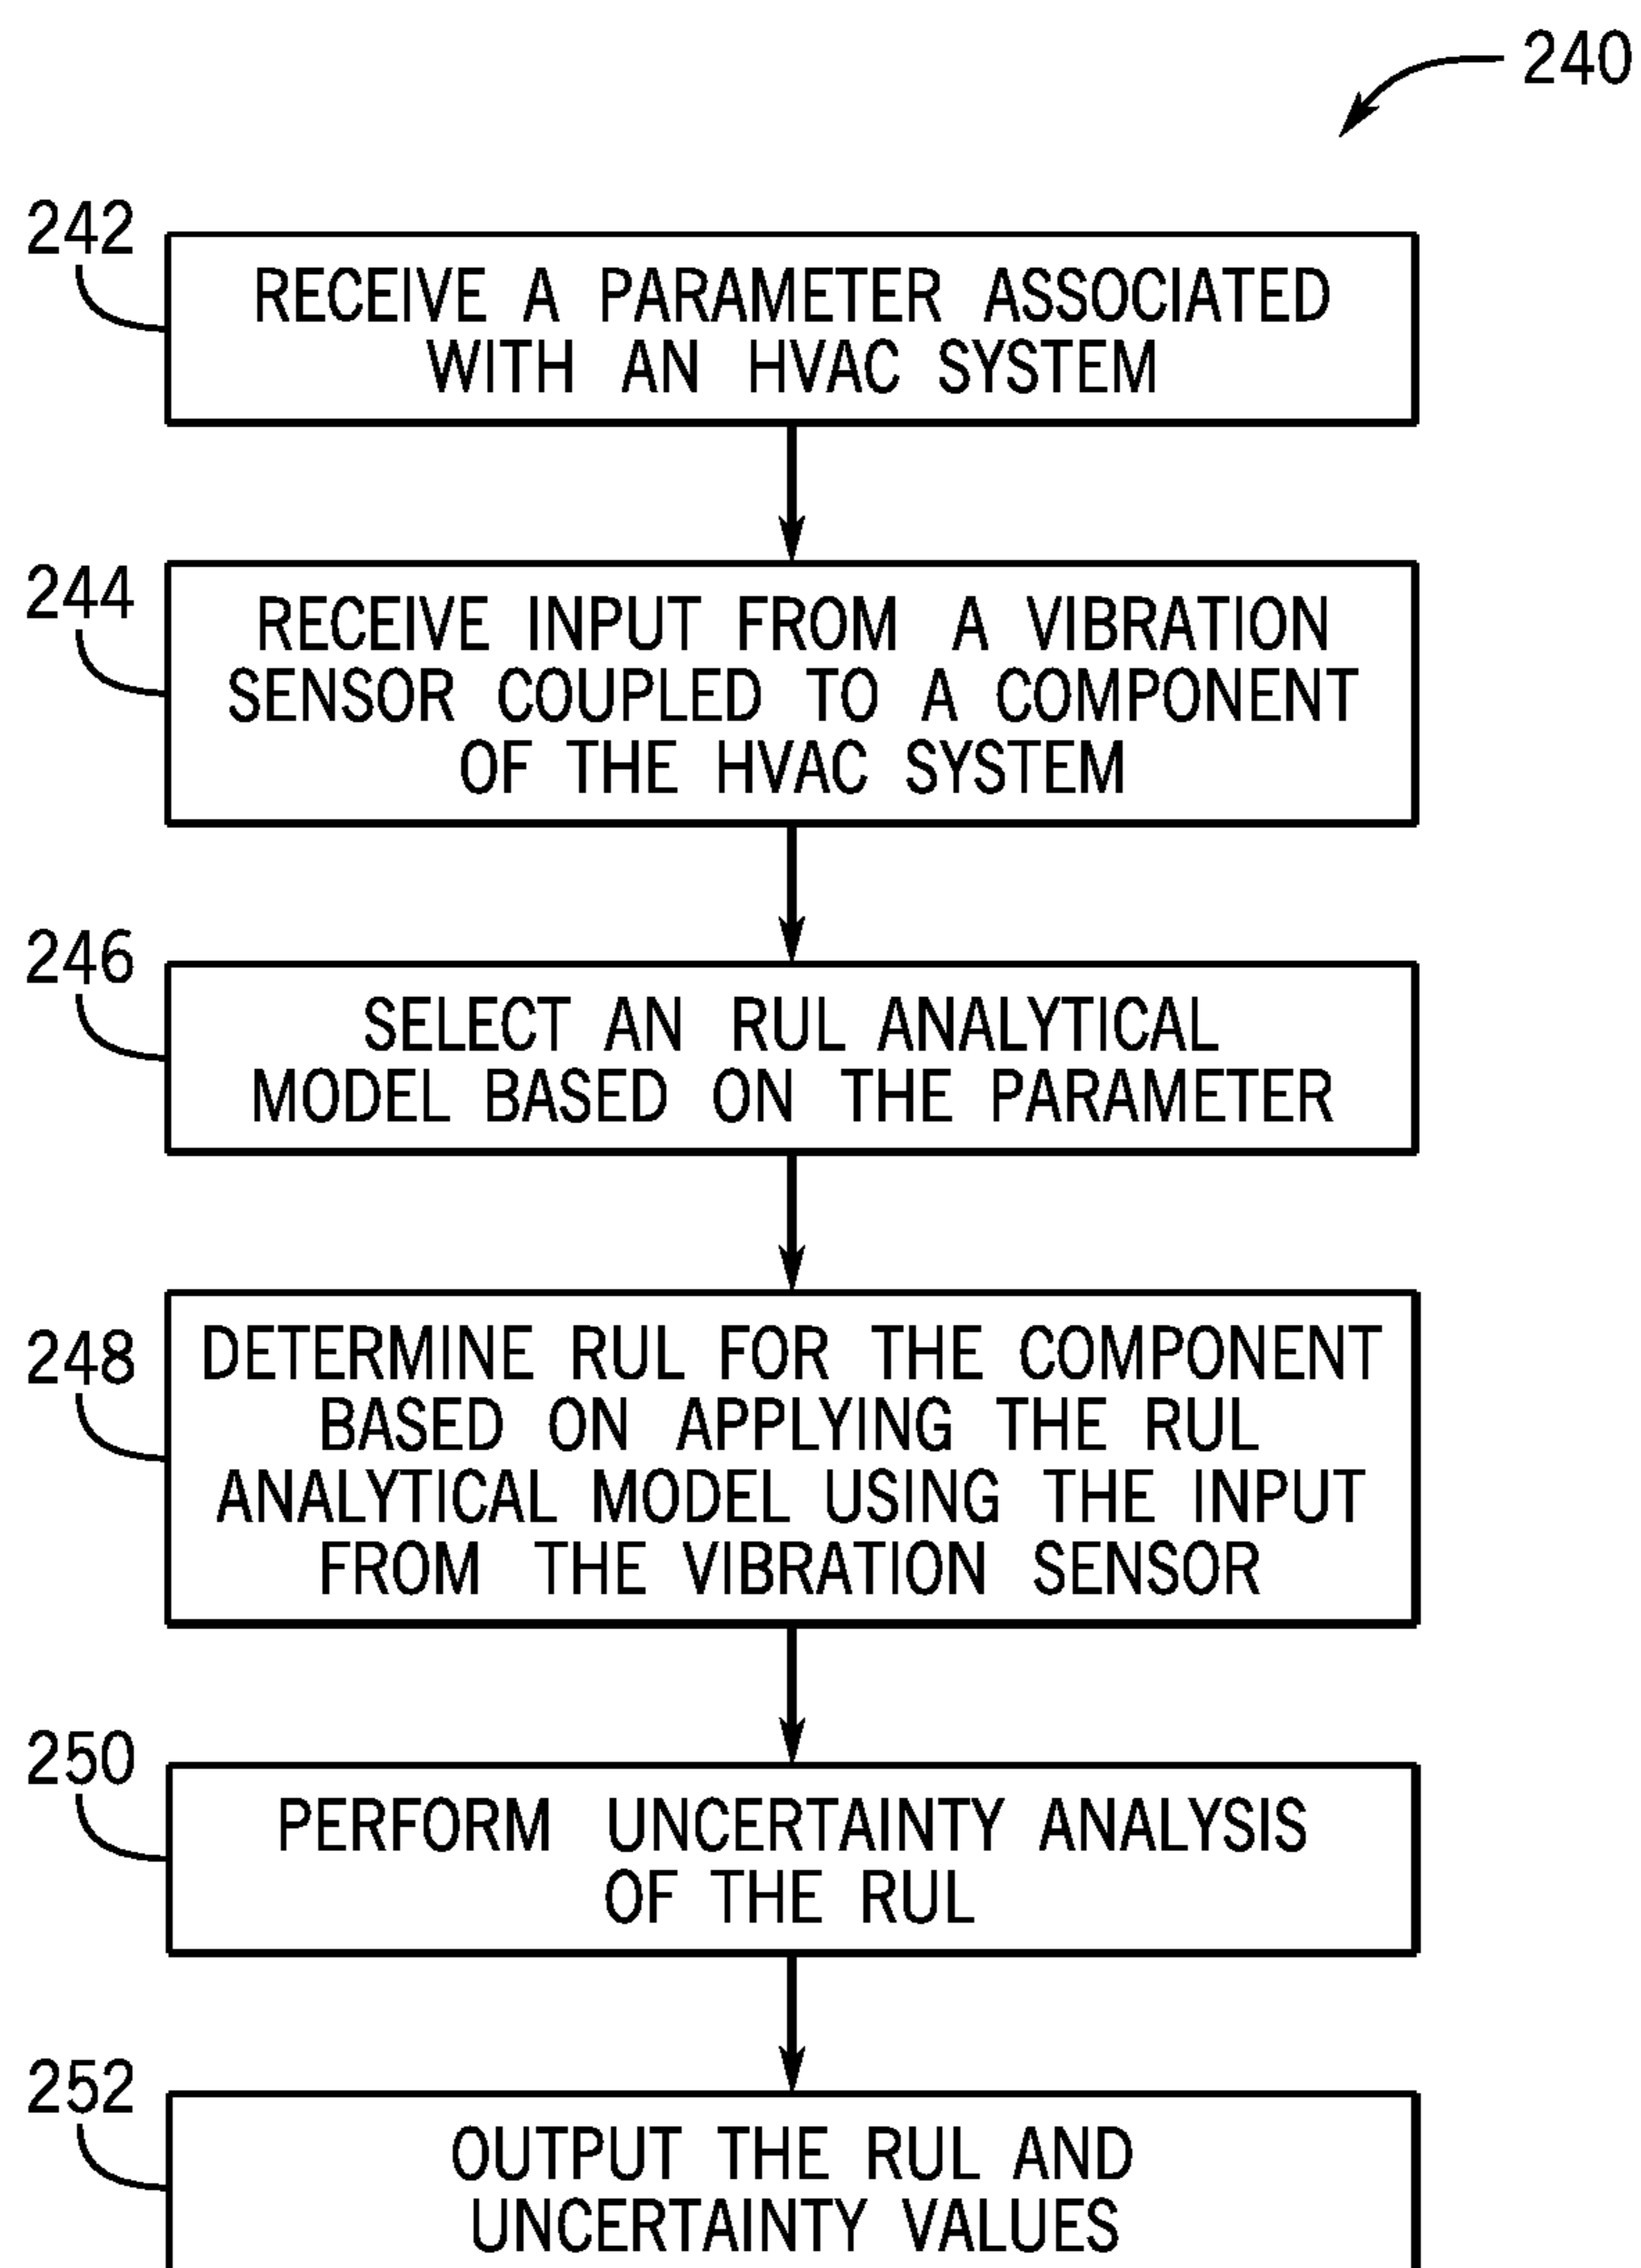 240
242
RECEIVE A PARAMETER ASSOCIATED
WITH AN HVAC SYSTEM
244
RECEIVE INPUT FROM A VIBRATION
SENSOR COUPLED TO A COMPONENT
OF THE HVAC SYSTEM
246
SELECT AN RUL ANALYTICAL
MODEL BASED ON THE PARAMETER
248
DETERMINE RUL FOR THE COMPONENT
BASED ON APPLYING THE RUL
ANALYTICAL MODEL USING THE INPUT
FROM THE VIBRATION SENSOR
250
PERFORM UNCERTAINTY ANALYSIS
OF THE RUL
252
OUTPUT THE RUL AND
UNCERTAINTY VALUES